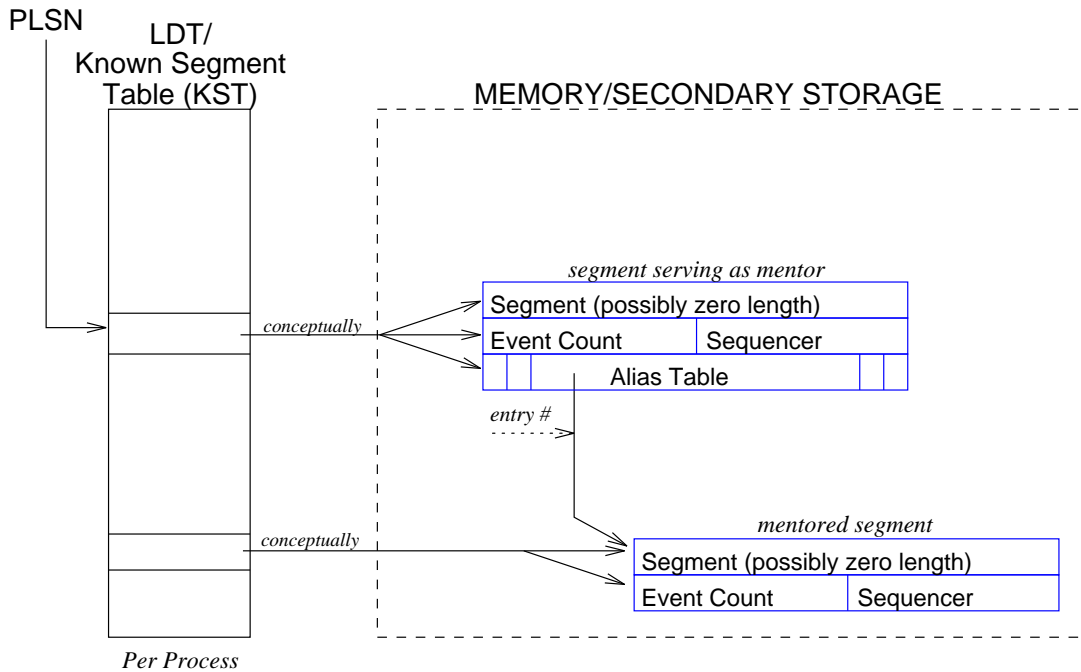 PLSN
LDT/
Known Segment
Table (KST)
MEMORY/SECONDARY STORAGE
segment serving as mentor
Segment (possibly zero length)
conceptually
Event Count
Sequencer
Alias Table
entry #
mentored segment
conceptually
Segment (possibly zero length)
Event Count
Sequencer
Per Process